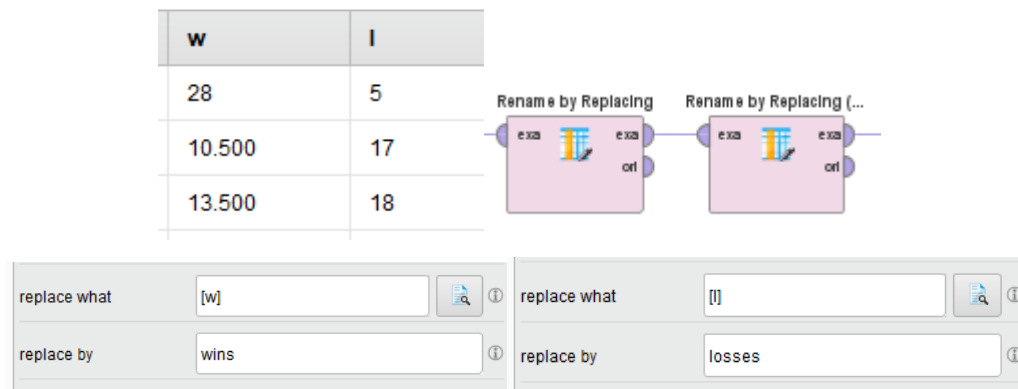 w l
28 5
10.500 17
13.500 18
Rename by Replacing Rename by Replacing (...
exa exa exa exa
ori ori
replace what [w] replace what [l]
replace by wins replace by losses